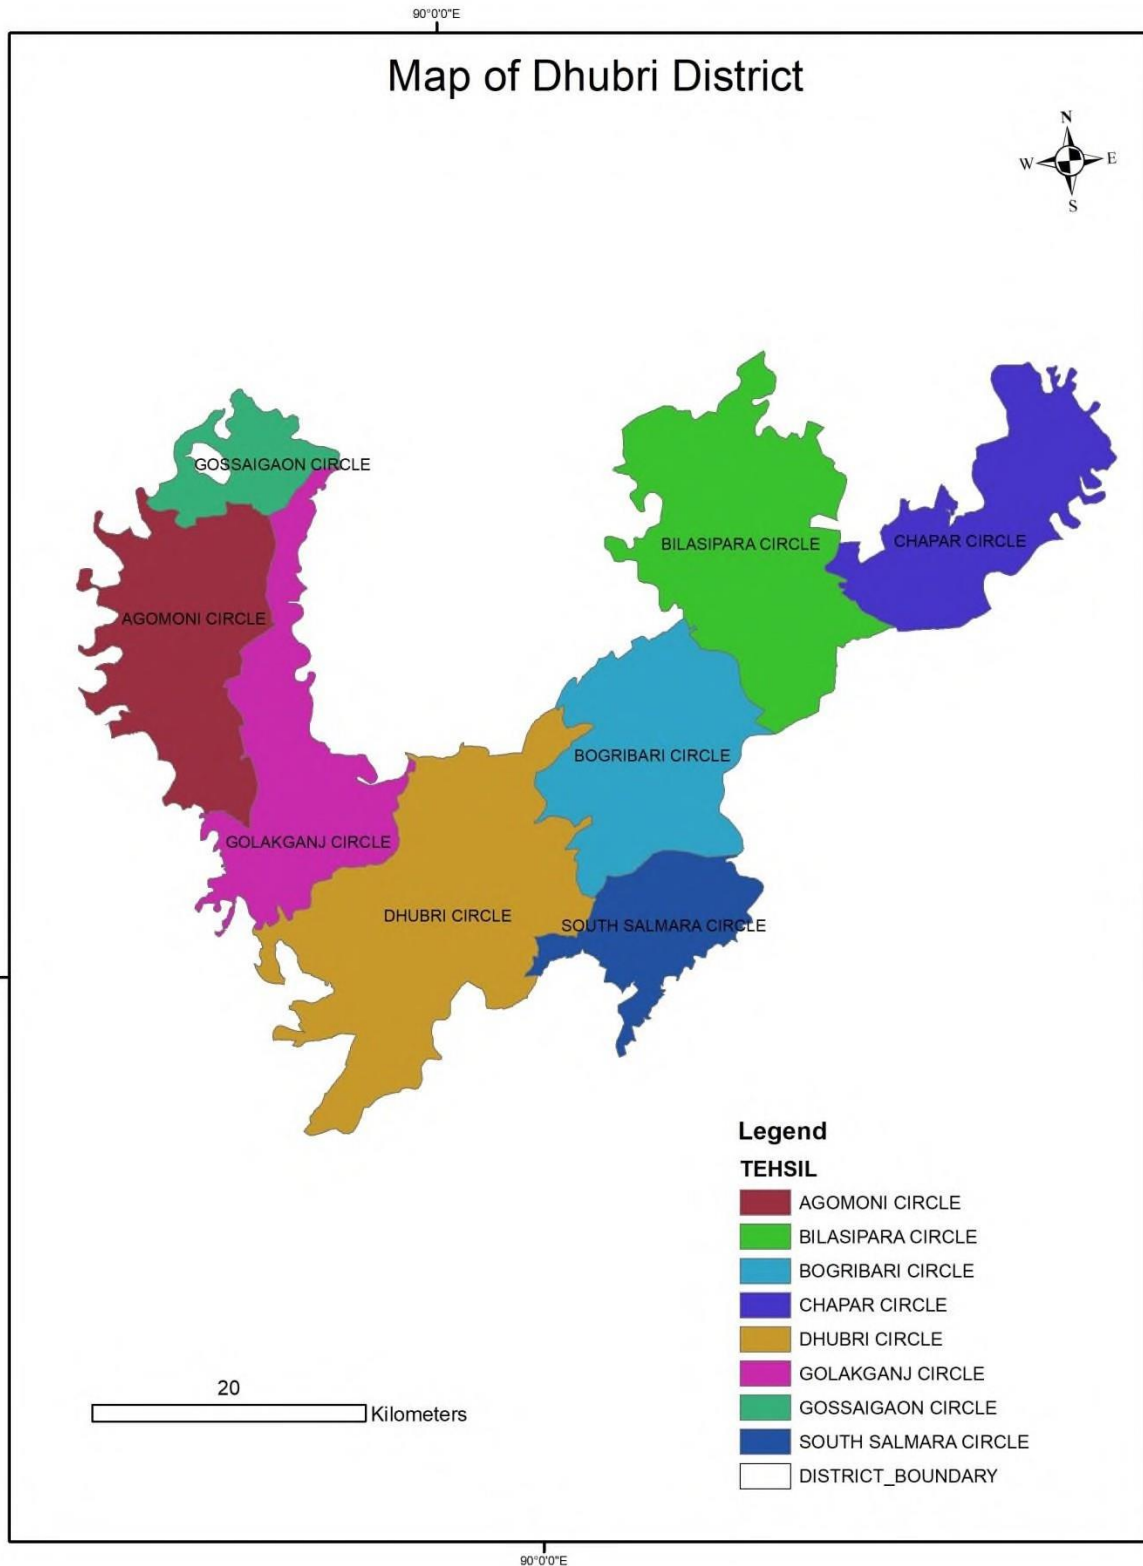 90°0'0"E
Map of Dhubri District
N
W E
S
GOSSAIGAON CIRCLE
BILASIPARA CIRCLE
CHAPAR CIRCLE
AGOMONI CIRCLE
BOGRIBARI CIRCLE
GOLAKGANJ CIRCLE
DHUBRI CIRCLE
SOUTH SALMARA CIRCLE
Legend
TEHSIL
AGOMONI CIRCLE
BILASIPARA CIRCLE
BOGRIBARI CIRCLE
CHAPAR CIRCLE
DHUBRI CIRCLE
GOLAKGANJ CIRCLE
GOSSAIGAON CIRCLE
SOUTH SALMARA CIRCLE
DISTRICT_BOUNDARY
20
Kilometers
90°0'0"E